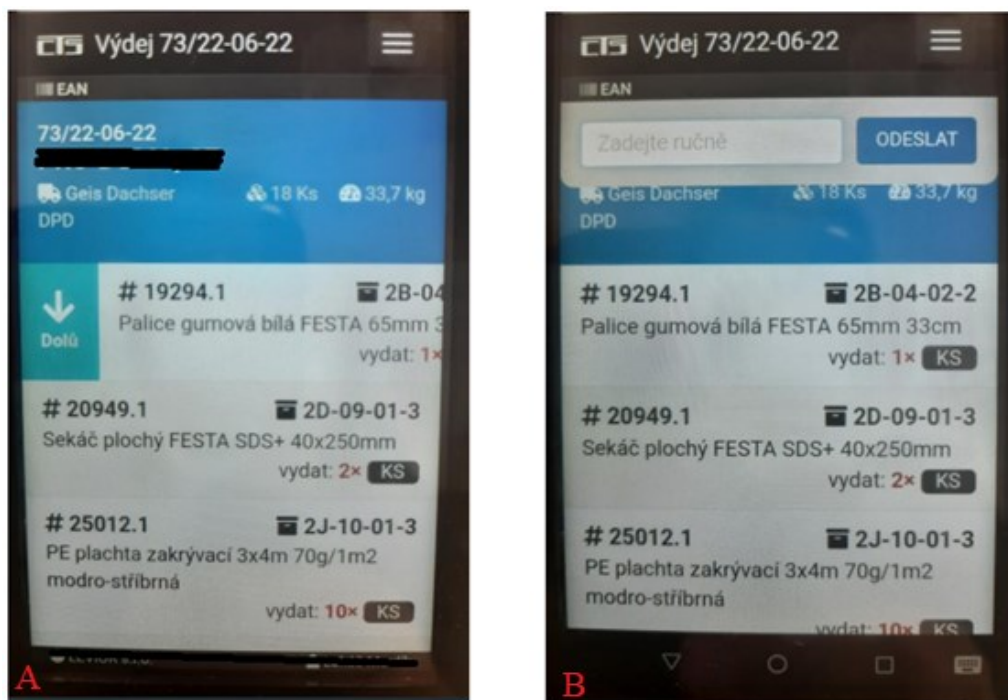 CTS Výdej 73/22-06-22
EAN
73/22-06-22
Geis Dachser 18 Ks 33,7 kg
DPD
Dolů
# 19294.1 2B-04
Palice gumová bílá FESTA 65mm 3
vydat: 1×
# 20949.1 2D-09-01-3
Sekáč plochý FESTA SDS+ 40x250mm
vydat: 2× KS
# 25012.1 2J-10-01-3
PE plachta zakrývací 3x4m 70g/1m2
modro-stříbrná
vydat: 10× KS
A
CTS Výdej 73/22-06-22
EAN
Zadejte ručně ODESLAT
Geis Dachser 18 Ks 33,7 kg
DPD
# 19294.1 2B-04-02-2
Palice gumová bílá FESTA 65mm 33cm
vydat: 1× KS
# 20949.1 2D-09-01-3
Sekáč plochý FESTA SDS+ 40x250mm
vydat: 2× KS
# 25012.1 2J-10-01-3
PE plachta zakrývací 3x4m 70g/1m2
modro-stříbrná
vydat: 10× KS
B